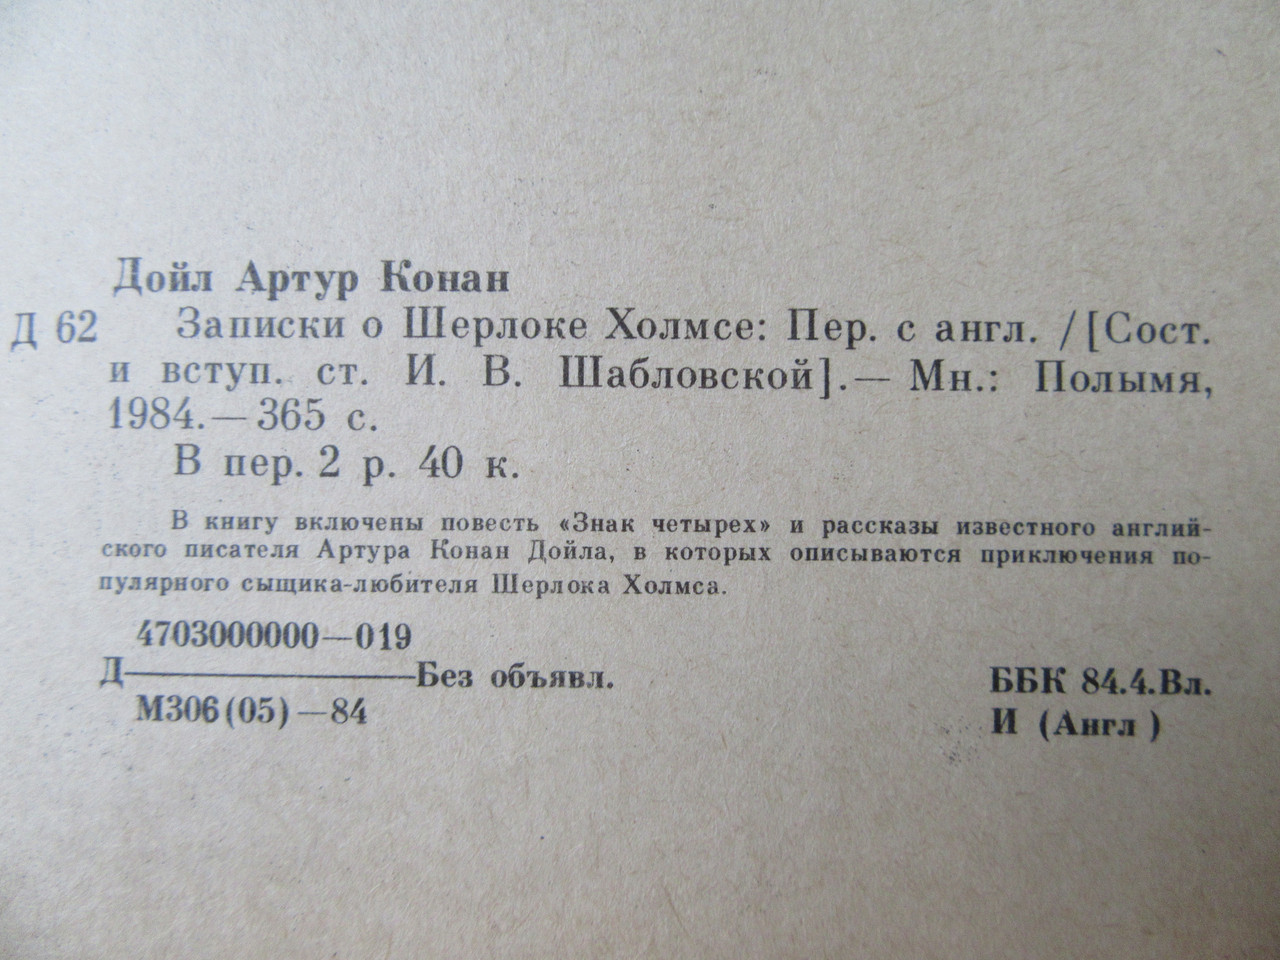 Дойл Артур Конан
Д 62 Записки о Шерлоке Холмсе: Пер. с англ. /[Сост.
и вступ. ст. И. В. Шабловской].— Мн.: Полымя,
1984.— 365 с.
В пер. 2 р. 40 к.
В книгу включены повесть «Знак четырех» и рассказы известного англий-
ского писателя Артура Конан Дойла, в которых описываются приключения по-
пулярного сыщика-любителя Шерлока Холмса.
4703000000—019
Д————Без объявл.
М306(05)—84
ББК 84.4.Вл.
И (Англ )